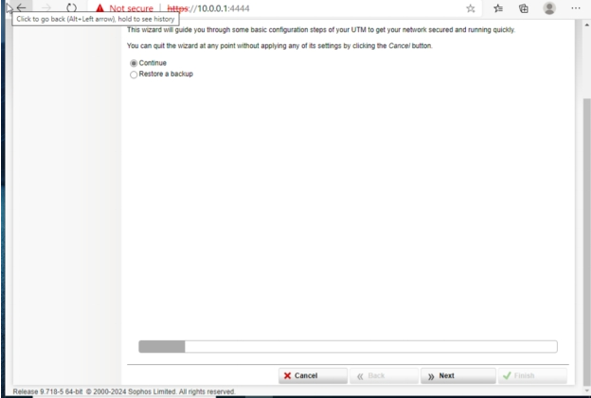 Not secure https://10.0.0.1:4444
Click to go back (Alt+Left arrow), hold to see history
This wizard will guide you through some basic configuration steps of your UTM to get your network secured and running quickly.
You can quit the wizard at any point without applying any of its settings by clicking the Cancel button.
Continue
Restore a backup
Cancel Back Next Finish
Release 9.718-5 64-bit © 2000-2024 Sophos Limited. All rights reserved.